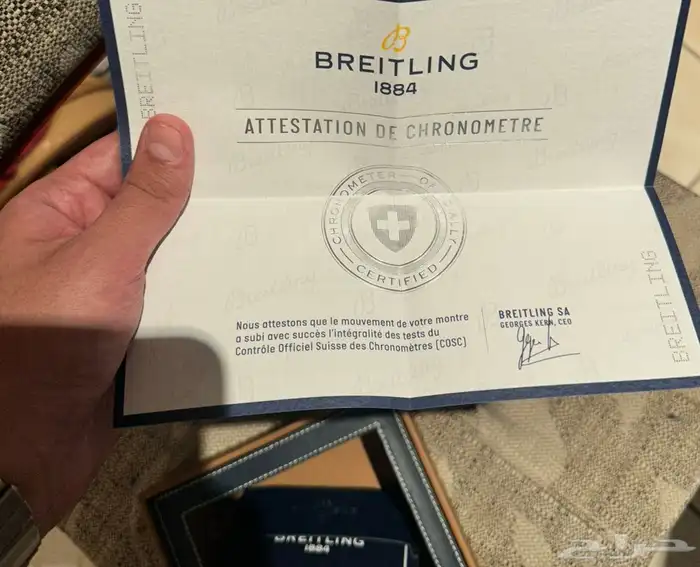 BREITLING
1884
ATTESTATION DE CHRONOMETRE
CHRONOMETER OFFICIALLY CERTIFIED
Nous attestons que le mouvement de votre montre
a subi avec succès l'intégralité des tests du
Contrôle Officiel Suisse des Chronomètres (COSC)
BREITLING SA
GEORGES KERN, CEO
BREITLING
BREITLING
BREITLING
1884
حراج